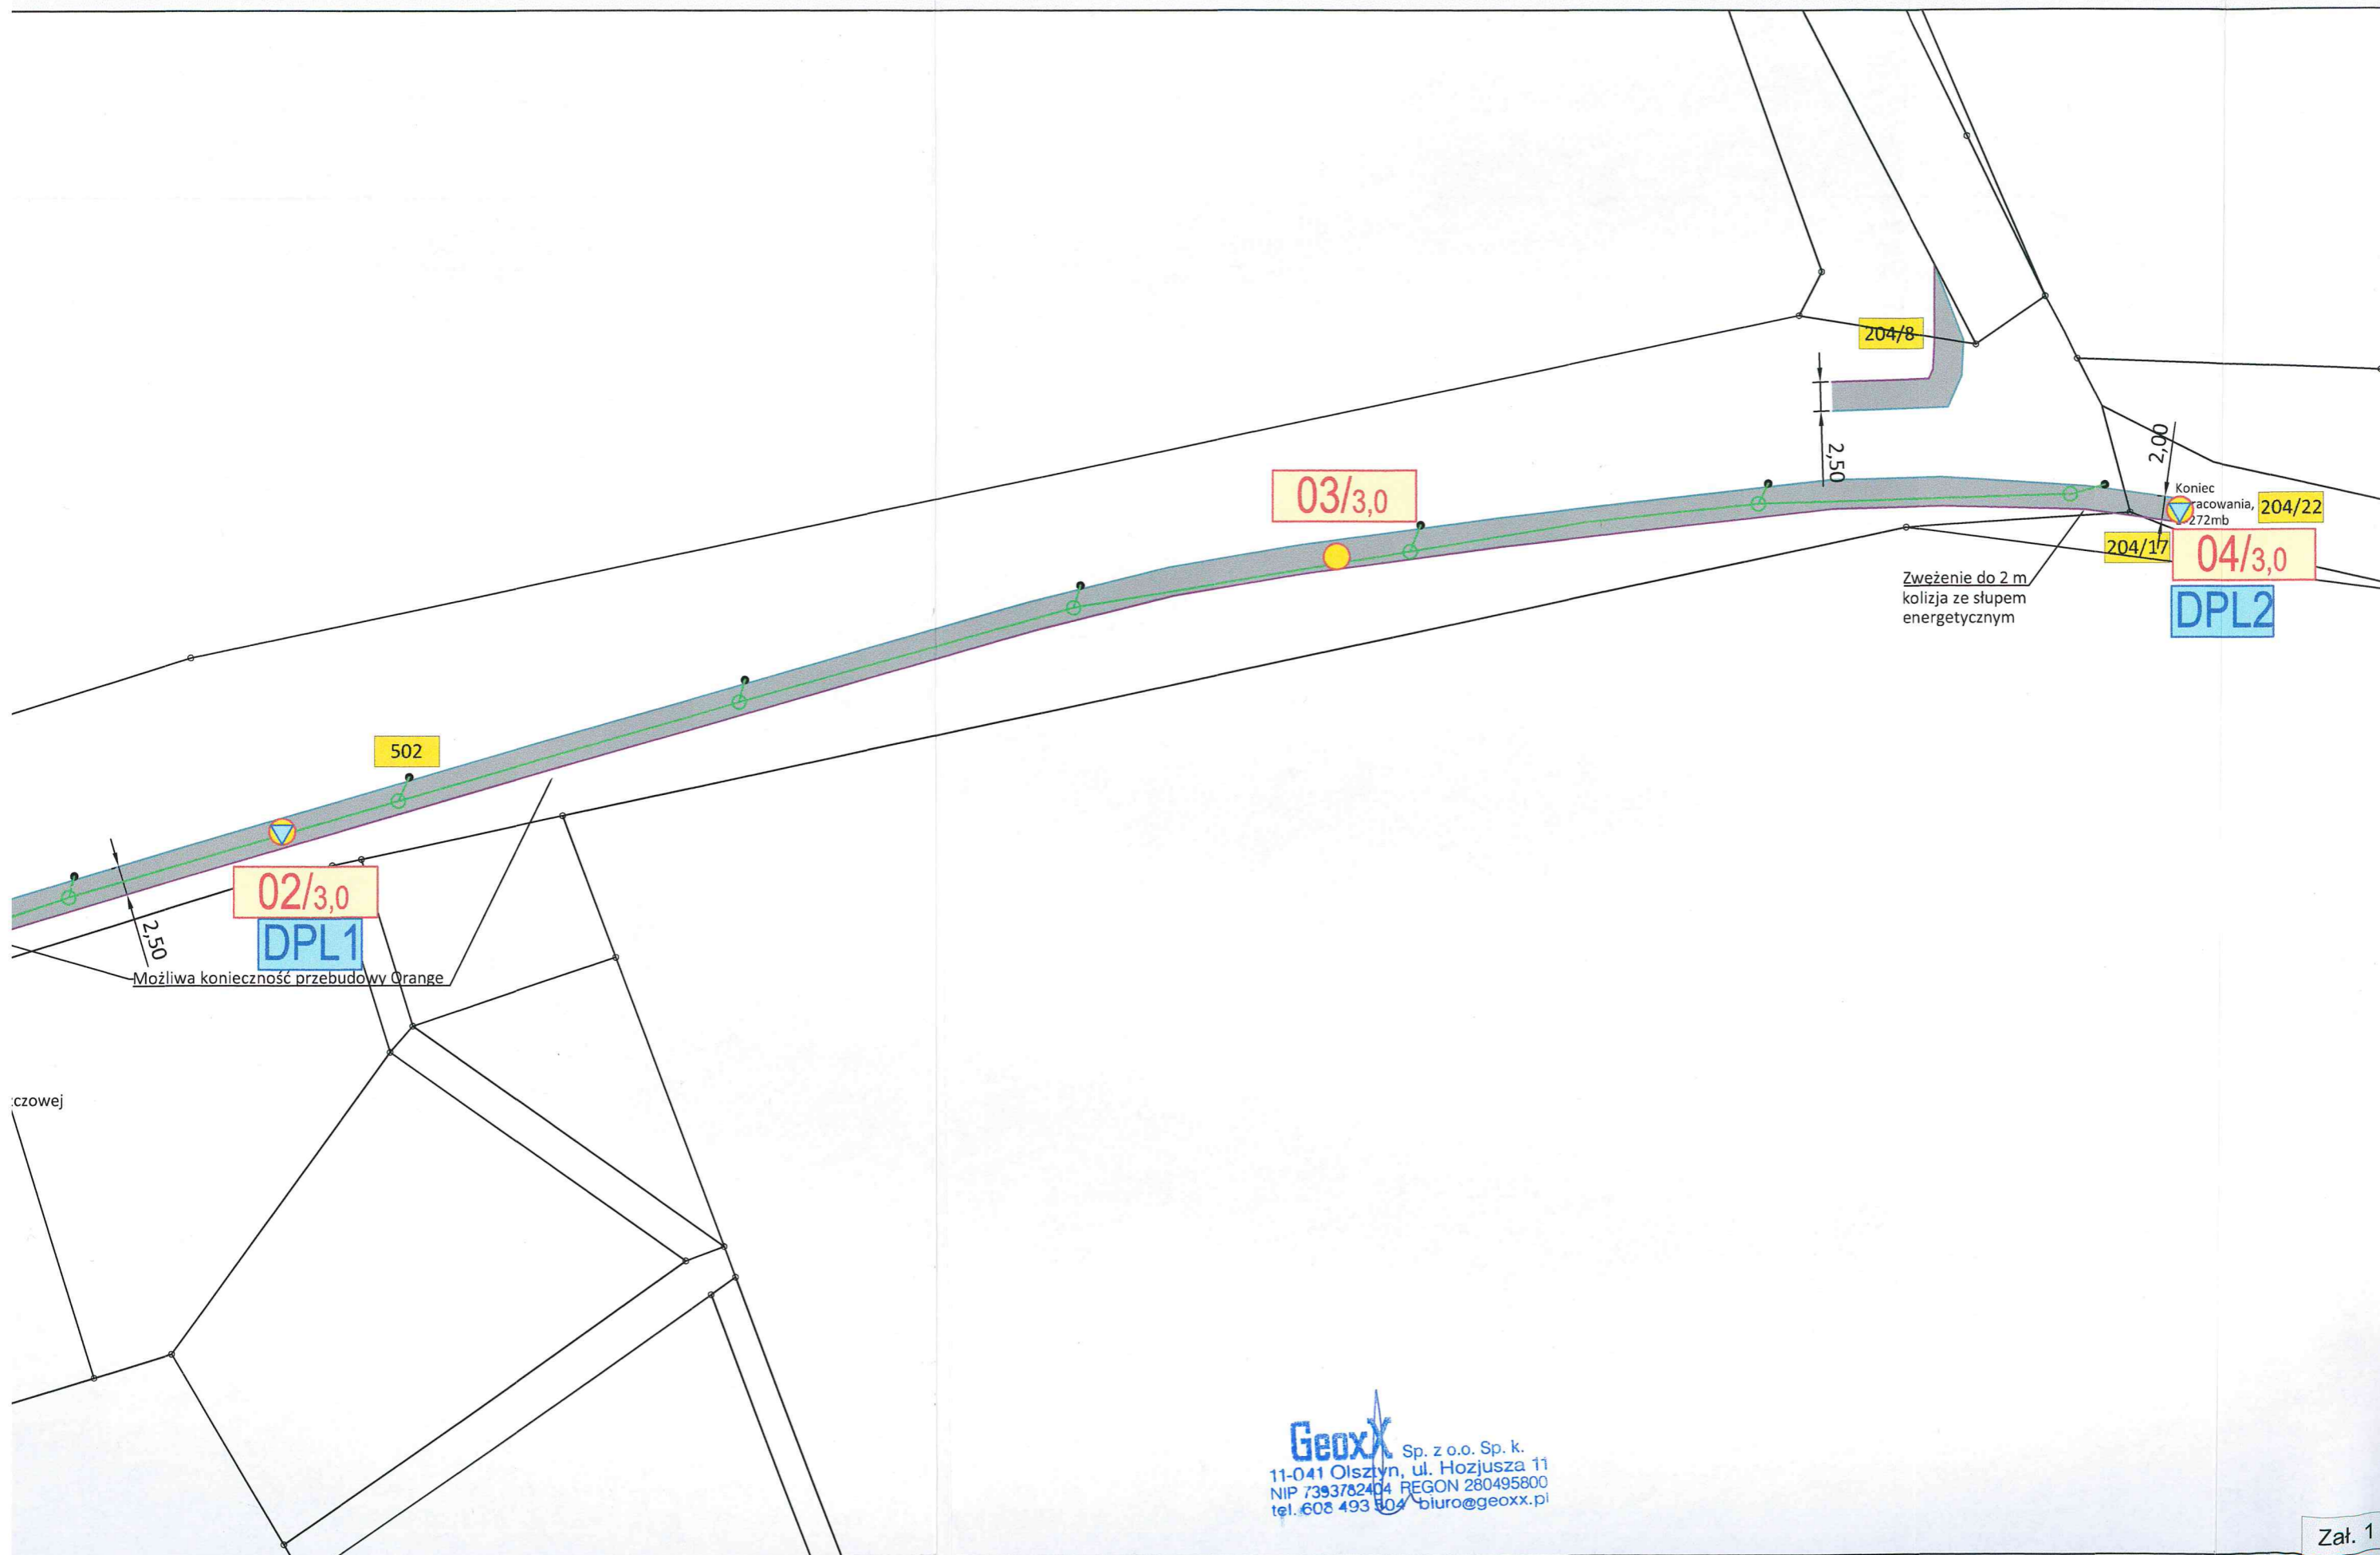 204/8
2,00
2,50
03/3,0
Koniec
racowania,
272mb
204/22
204/17
04/3,0
DPL2
Zwężenie do 2 m
kolizja ze słupem
energetycznym
502
02/3,0
DPL1
2,50
Możliwa konieczność przebudowy Orange
czowej
GeoxX Sp. z o.o. Sp. k.
11-041 Olsztyn, ul. Hozjusza 11
NIP 7393782404 REGON 280495800
tel. 608 493 504 biuro@geoxx.pl
Zał. 1